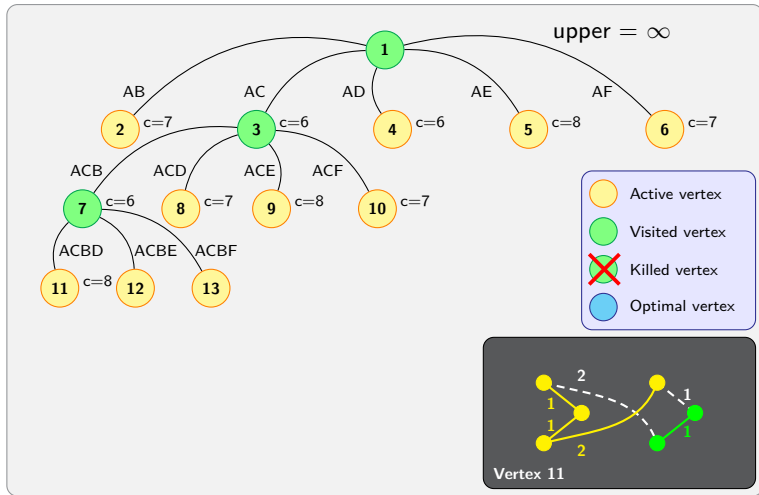 upper = ∞
1
AB AC AD AE AF
2 c=7 3 c=6 4 c=6 5 c=8 6 c=7
ACB ACD ACE ACF
7 c=6 8 c=7 9 c=8 10 c=7
ACBD ACBE ACBF
11 c=8 12 13
Active vertex
Visited vertex
Killed vertex
Optimal vertex
2
1 1
1 1
2
Vertex 11